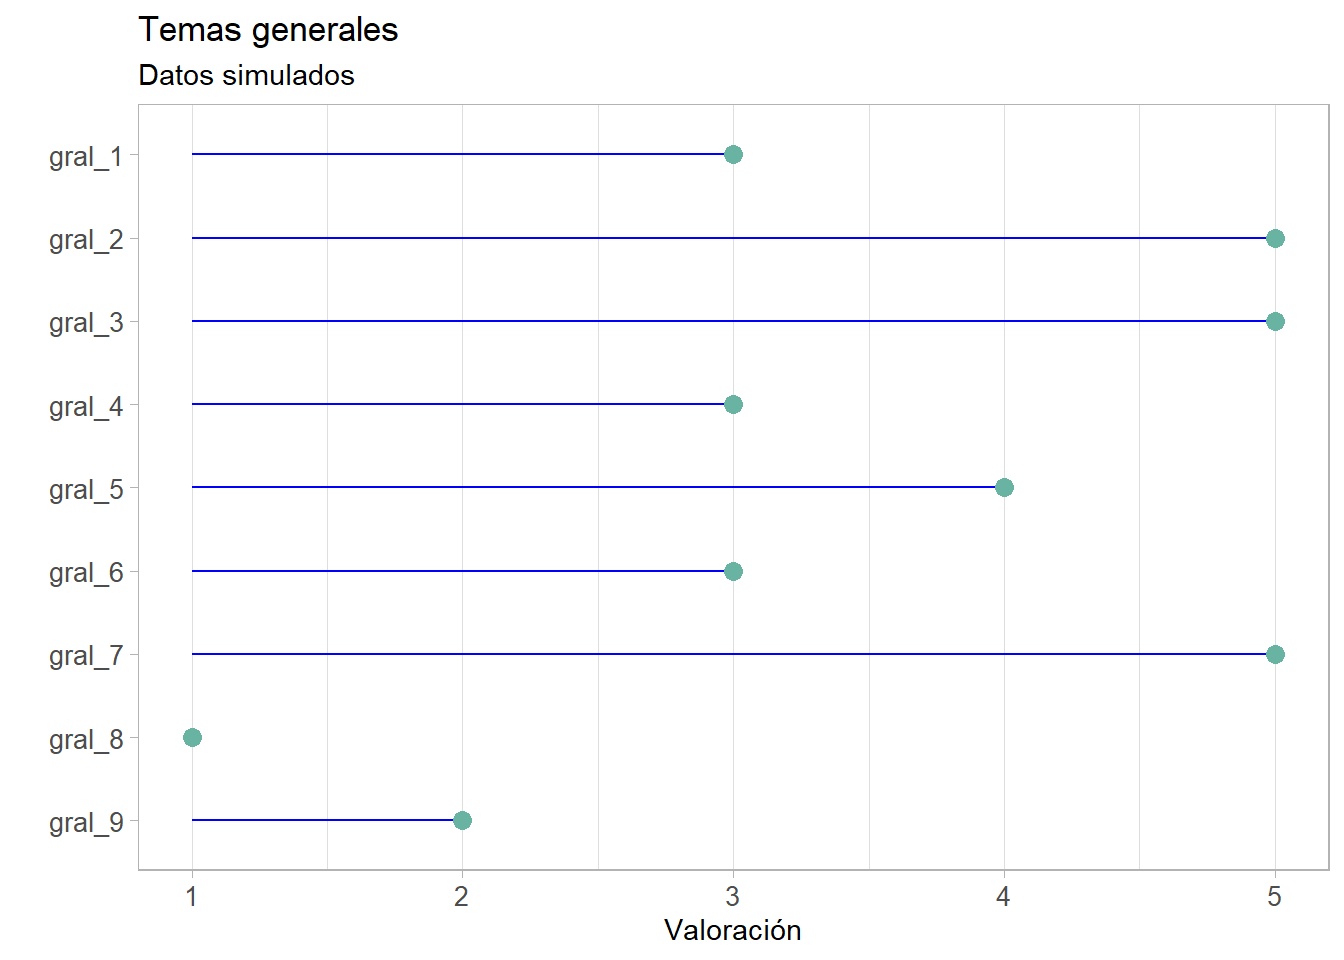 Temas generales
Datos simulados
gral_1
gral_2
gral_3
gral_4
gral_5
gral_6
gral_7
gral_8
gral_9
1 2 3 4 5
Valoración